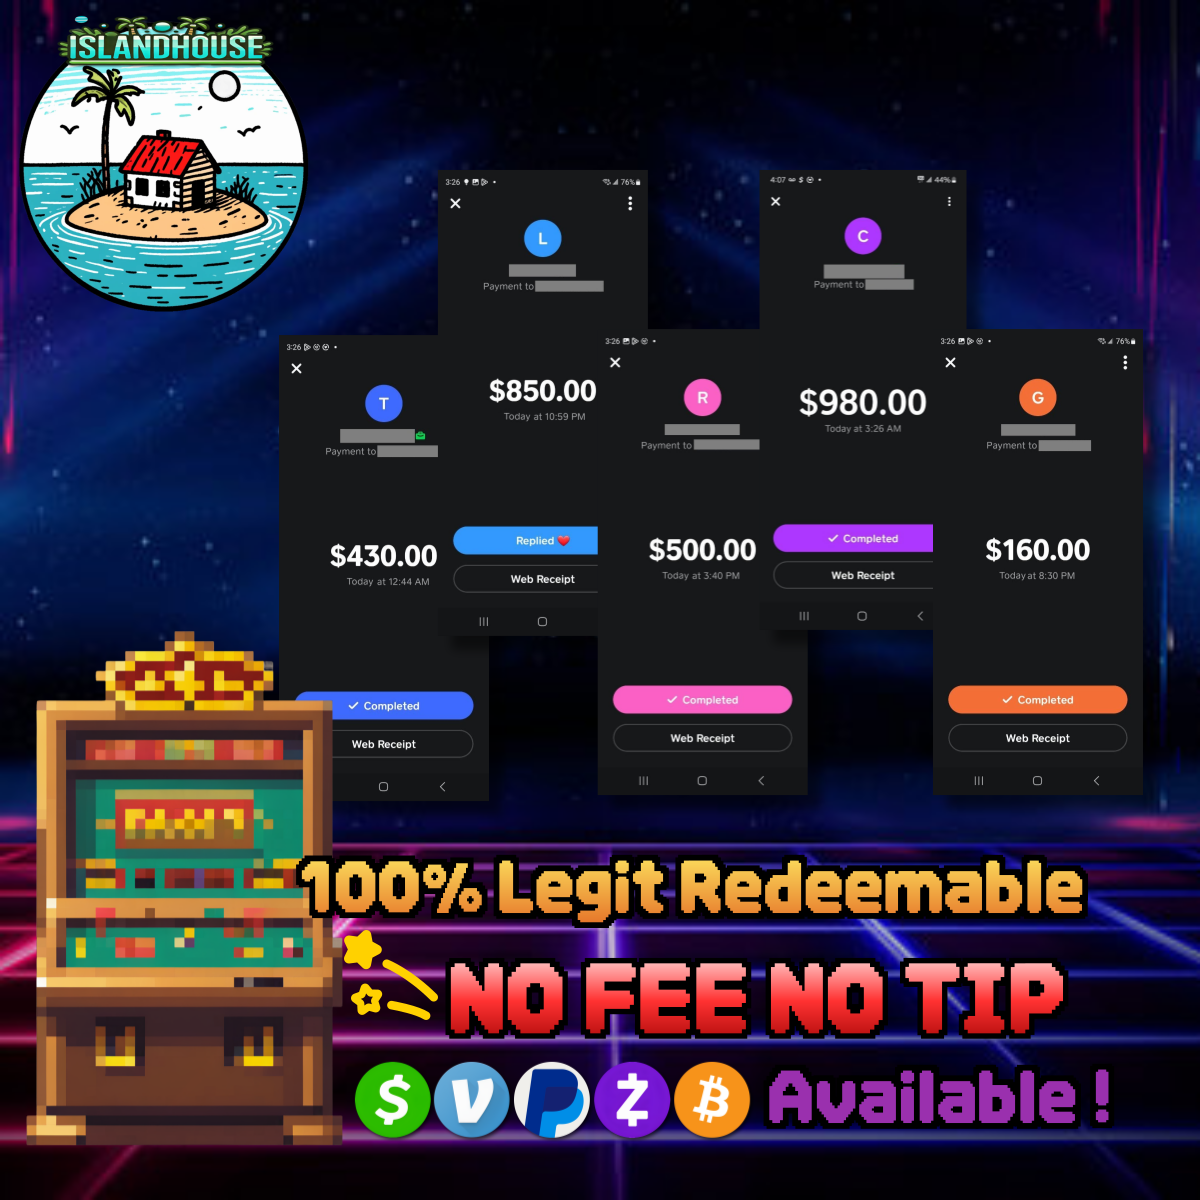 ISLANDHOUSE
3:26
76%
L
Payment to
$850.00
Today at 10:59 PM
Replied ❤️
Web Receipt
4:07
44%
C
Payment to
$980.00
Today at 3:26 AM
Completed
Web Receipt
3:26
T
Payment to
$430.00
Today at 12:44 AM
Completed
Web Receipt
3:26
R
Payment to
$500.00
Today at 3:40 PM
Completed
Web Receipt
3:26
76%
G
Payment to
$160.00
Today at 8:30 PM
Completed
Web Receipt
100% Legit Redeemable
NO FEE NO TIP
Available !